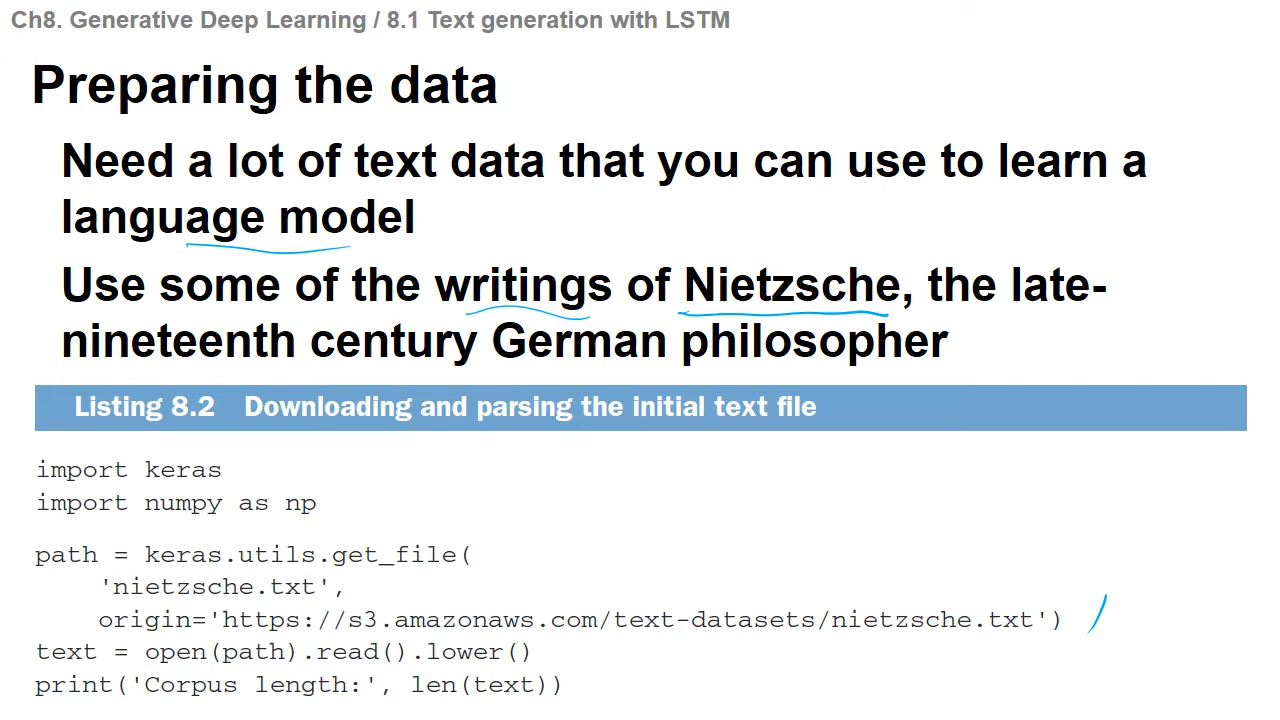 Ch8. Generative Deep Learning / 8.1 Text generation with LSTM
Preparing the data
Need a lot of text data that you can use to learn a
language model
Use some of the writings of Nietzsche, the late-
nineteenth century German philosopher
Listing 8.2 Downloading and parsing the initial text file
import keras
import numpy as np
path = keras.utils.get_file(
    'nietzsche.txt',
    origin='https://s3.amazonaws.com/text-datasets/nietzsche.txt')
text = open(path).read().lower()
print('Corpus length:', len(text))